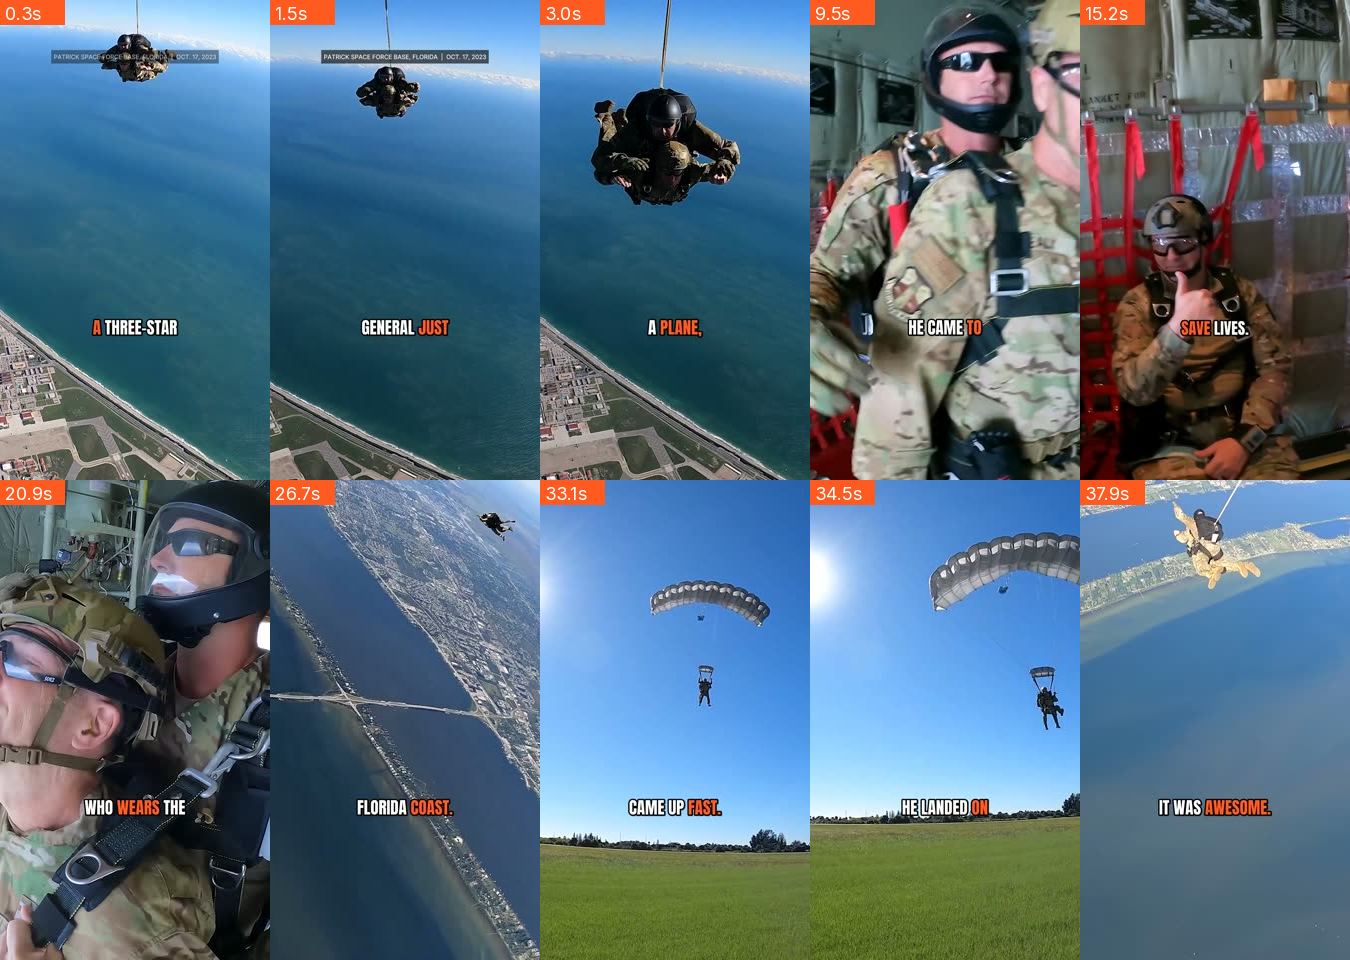 0.3s
1.5s
3.0s
9.5s
15.2s
PATRICK SPACE FORCE BASE, FLORIDA | OCT. 17, 2023
PATRICK SPACE FORCE BASE, FLORIDA | OCT. 17, 2023
A THREE-STAR
GENERAL JUST
A PLANE,
HE CAME TO
SAVE LIVES.
20.9s
26.7s
33.1s
34.5s
37.9s
WHO WEARS THE
FLORIDA COAST.
CAME UP FAST.
HE LANDED ON
IT WAS AWESOME.